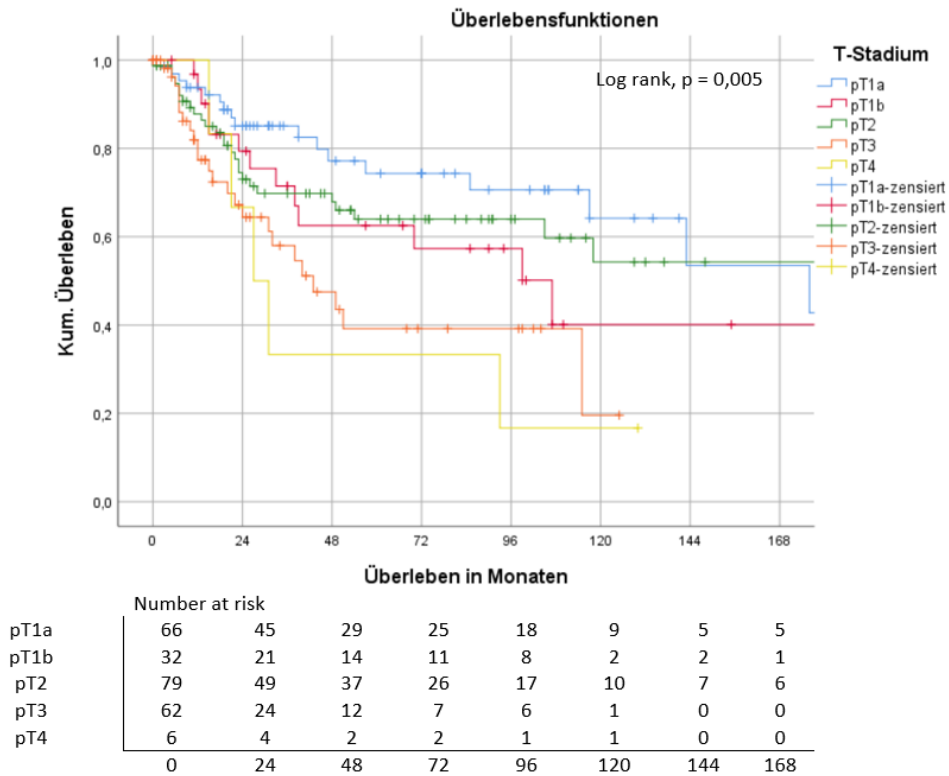 Überlebensfunktionen
T-Stadium
Log rank, p = 0,005
pT1a
pT1b
pT2
pT3
pT4
pT1a-zensiert
pT1b-zensiert
pT2-zensiert
pT3-zensiert
pT4-zensiert
Kum. Überleben
1,0
0,8
0,6
0,4
0,2
0,0
0 24 48 72 96 120 144 168
Überleben in Monaten
Number at risk
pT1a 66 45 29 25 18 9 5 5
pT1b 32 21 14 11 8 2 2 1
pT2 79 49 37 26 17 10 7 6
pT3 62 24 12 7 6 1 0 0
pT4 6 4 2 2 1 1 0 0
0 24 48 72 96 120 144 168